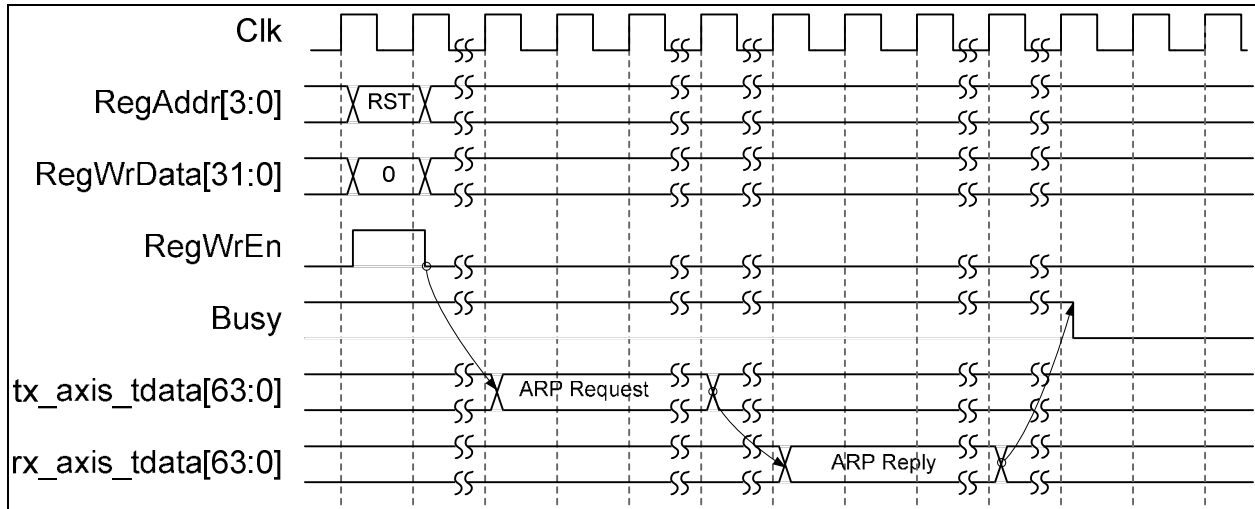 Clk
RegAddr[3:0]
RST
RegWrData[31:0]
0
RegWrEn
Busy
tx_axis_tdata[63:0]
ARP Request
rx_axis_tdata[63:0]
ARP Reply